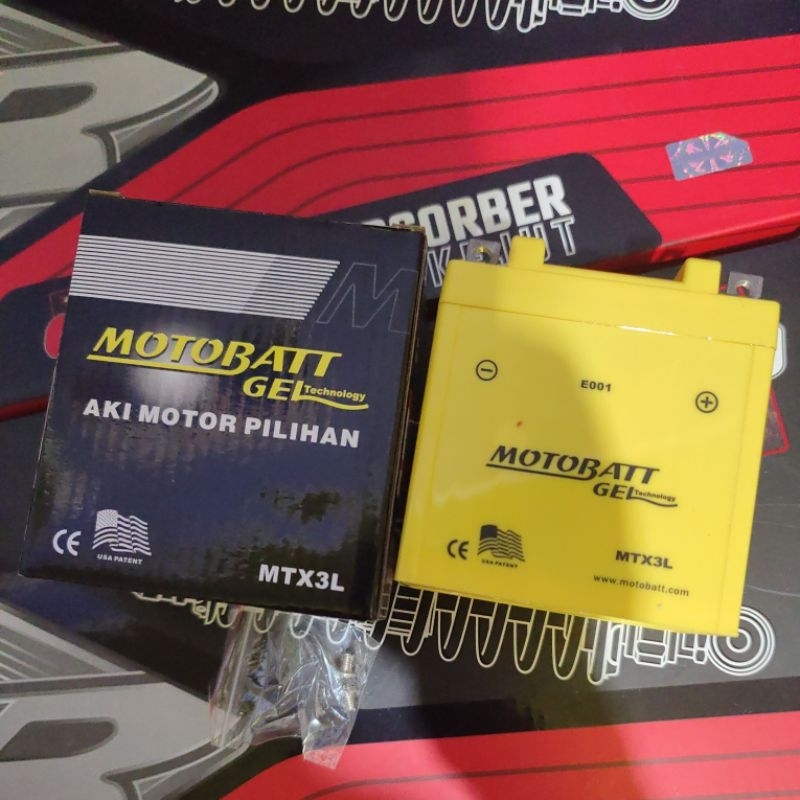 MOTOBATT
GEL Technology
AKI MOTOR PILIHAN
CE
USA PATENT
MTX3L
E001
MOTOBATT
GEL Technology
CE
USA PATENT
MTX3L
www.motobatt.com